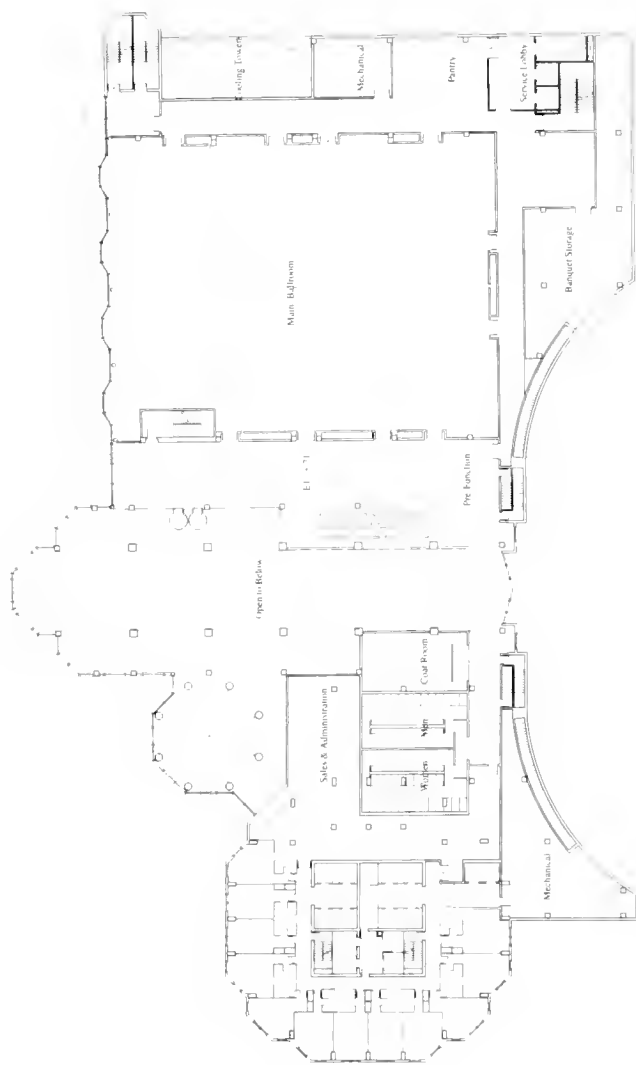 Mechanical
Women
Men
Coat Room
Sales & Administration
Open to Below
Pre Function
Main Ballroom
Banquet Storage
Cooling Towers
Mechanical
Pantry
Service Lobby